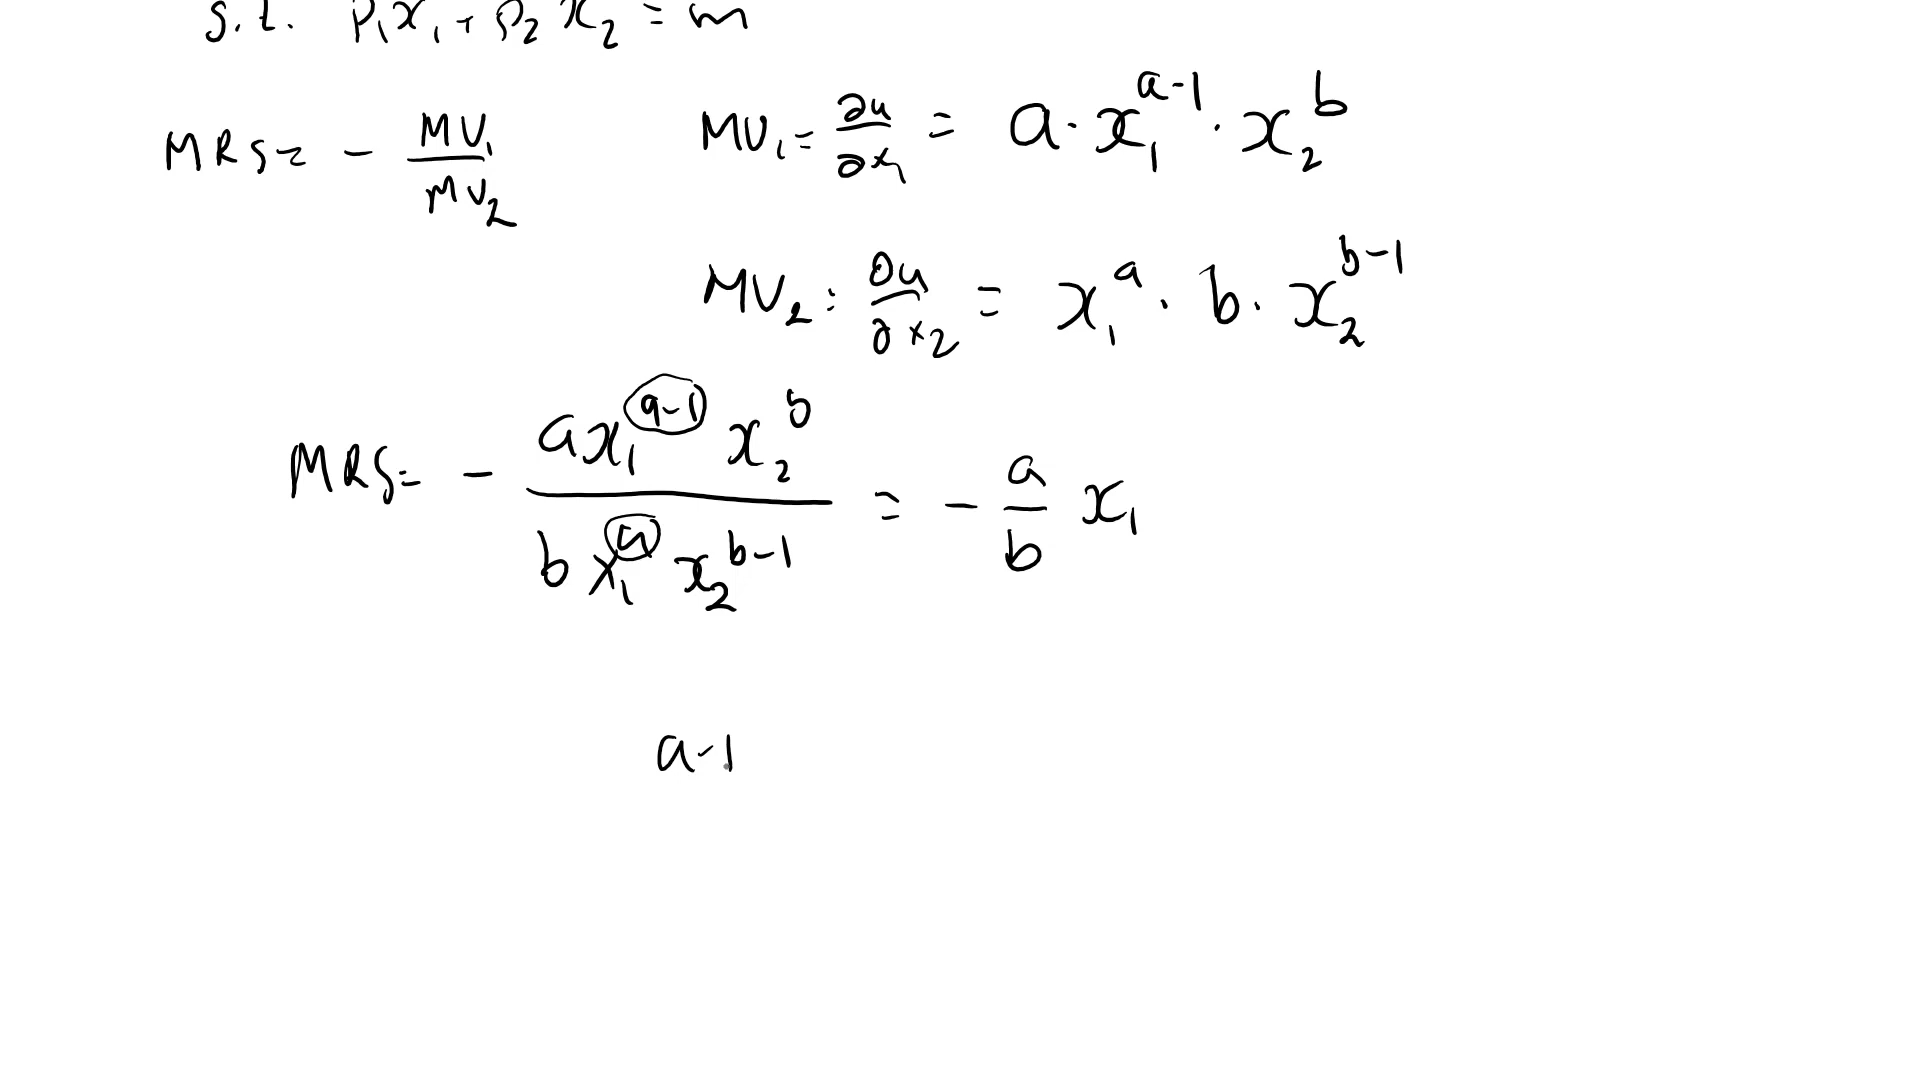 s.t. p₁x₁ + p₂x₂ = m
MRS = - MU₁/MU₂
MU₁ = ∂u/∂x₁ = a · x₁^(a-1) · x₂^b
MU₂ = ∂u/∂x₂ = x₁^a · b · x₂^(b-1)
MRS = - (a x₁^(a-1) x₂^b)/(b x₁^a x₂^(b-1)) = - a/b x₁
a-1